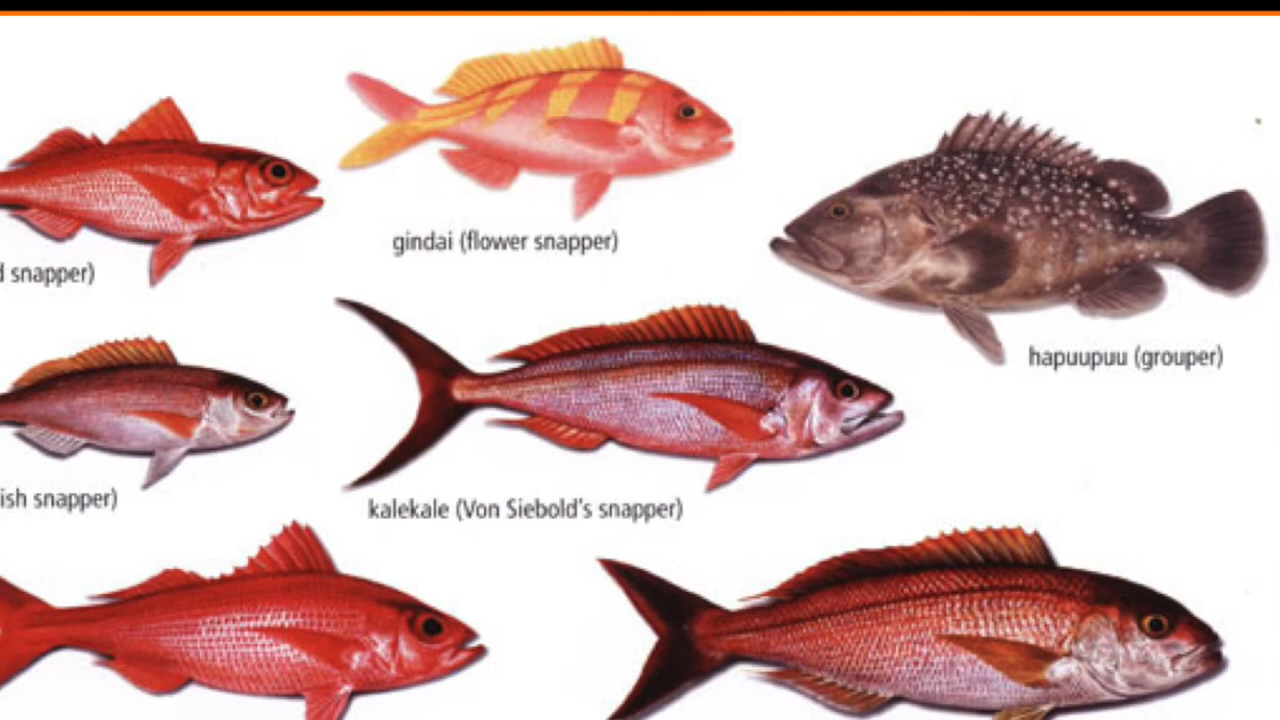 gindai (flower snapper)
d snapper)
hapuupuu (grouper)
ish snapper)
kalekale (Von Siebold's snapper)